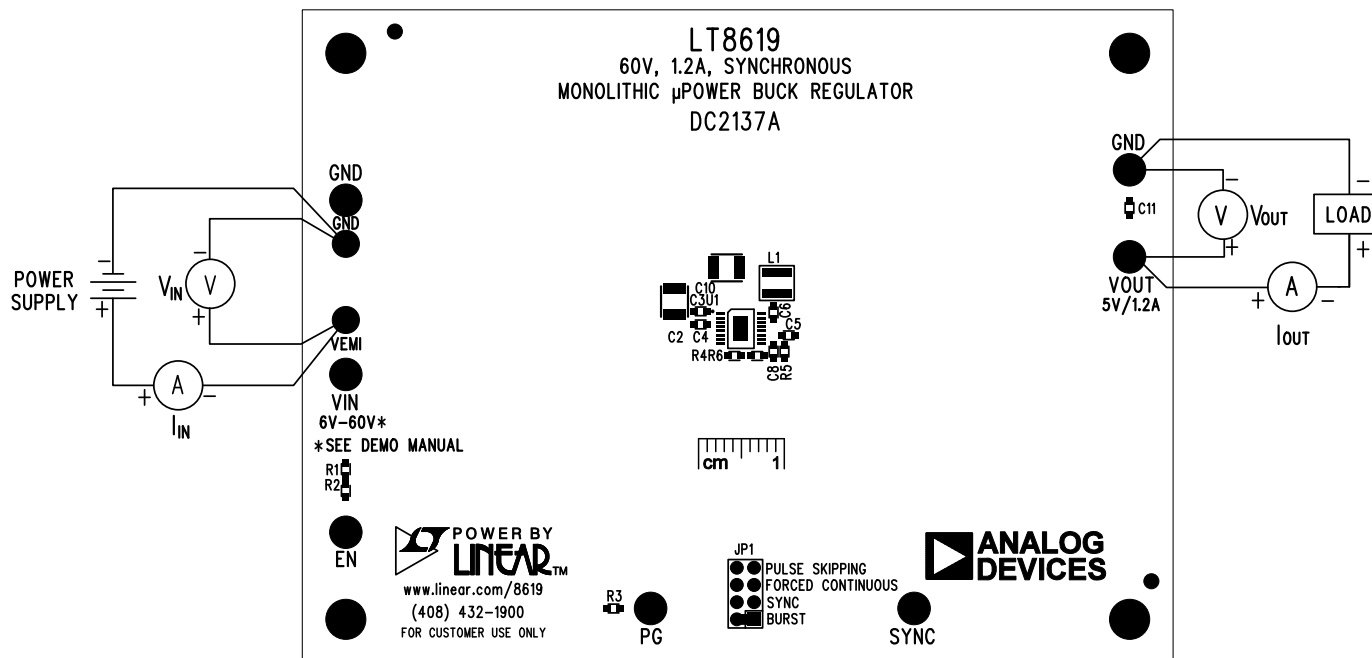 LT8619
60V, 1.2A, SYNCHRONOUS
MONOLITHIC µPOWER BUCK REGULATOR
DC2137A
GND
GND
POWER
SUPPLY
-
+
VIN
V
-
+
VEMI
A
+
-
IIN
VIN
6V-60V*
*SEE DEMO MANUAL
R1
R2
EN
POWER BY
LINEAR TM
www.linear.com/8619
(408) 432-1900
FOR CUSTOMER USE ONLY
L1
C10
C3U1
C2
C4
C6
C5
R4R6
C8
R5
cm 1
R3
PG
JP1
PULSE SKIPPING
FORCED CONTINUOUS
SYNC
BURST
SYNC
ANALOG
DEVICES
GND
C11
VOUT
5V/1.2A
-
V
VOUT
+
-
LOAD
+
+
A
-
IOUT